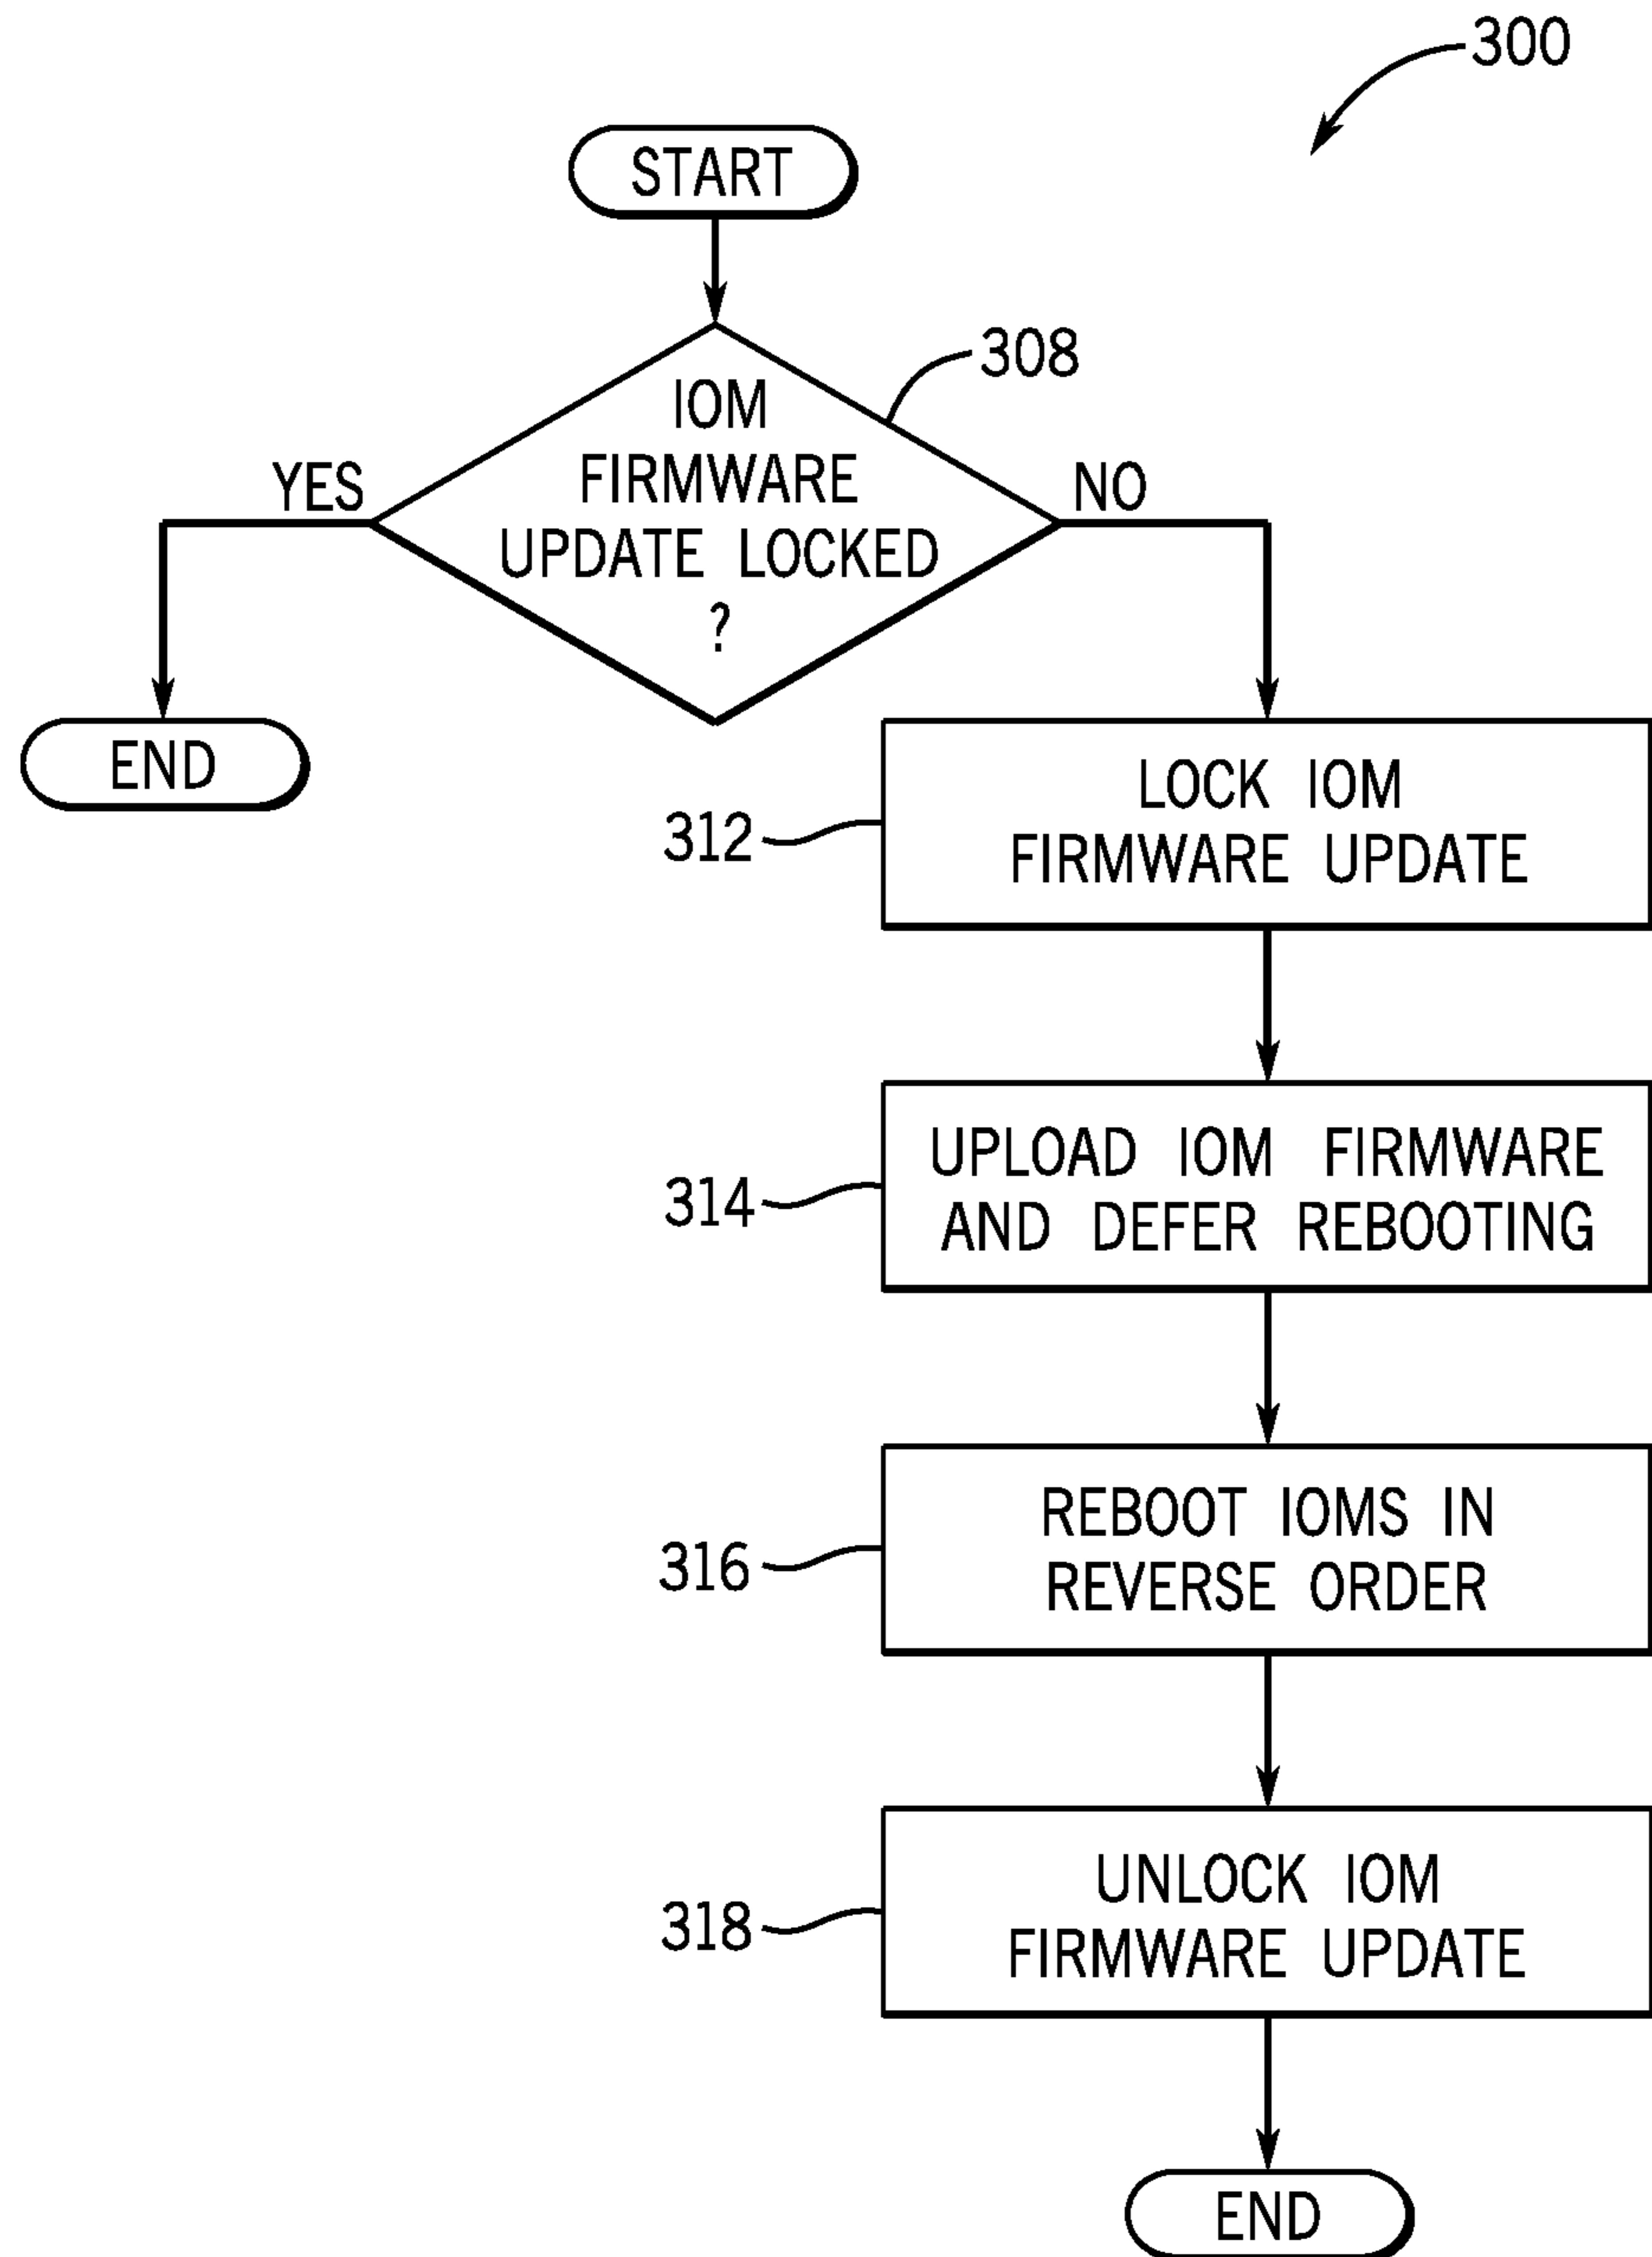 300
START
308
IOM
FIRMWARE
UPDATE LOCKED
?
YES
NO
END
LOCK IOM
FIRMWARE UPDATE
312
UPLOAD IOM FIRMWARE
AND DEFER REBOOTING
314
REBOOT IOMS IN
REVERSE ORDER
316
UNLOCK IOM
FIRMWARE UPDATE
318
END